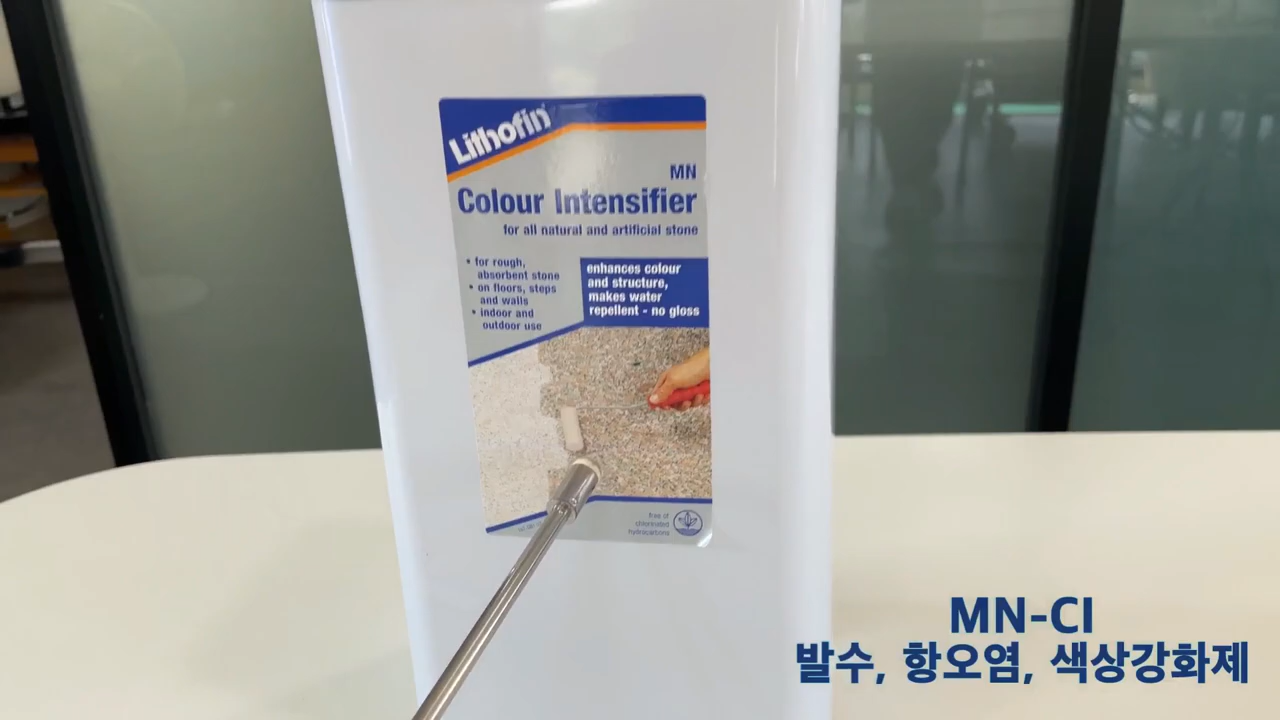 Lithofin
MN
Colour Intensifier
for all natural and artificial stone
• for rough,
absorbent stone
• on floors, steps
and walls
• indoor and
outdoor use
enhances colour
and structure,
makes water
repellent - no gloss
free of
chlorinated
hydrocarbons
MN-CI
발수, 항오염, 색상강화제